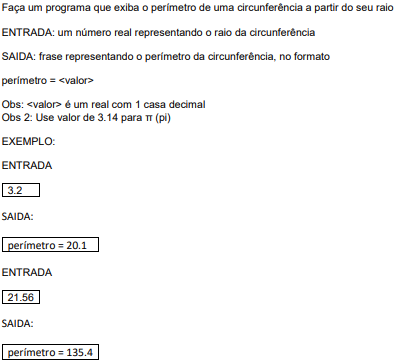 Faça um programa que exiba o perímetro de uma circunferência a partir do seu raio
ENTRADA: um número real representando o raio da circunferência
SAIDA: frase representando o perímetro da circunferência, no formato
perímetro = <valor>
Obs: <valor> é um real com 1 casa decimal
Obs 2: Use valor de 3.14 para π (pi)
EXEMPLO:
ENTRADA
3.2
SAIDA:
perímetro = 20.1
ENTRADA
21.56
SAIDA:
perímetro = 135.4